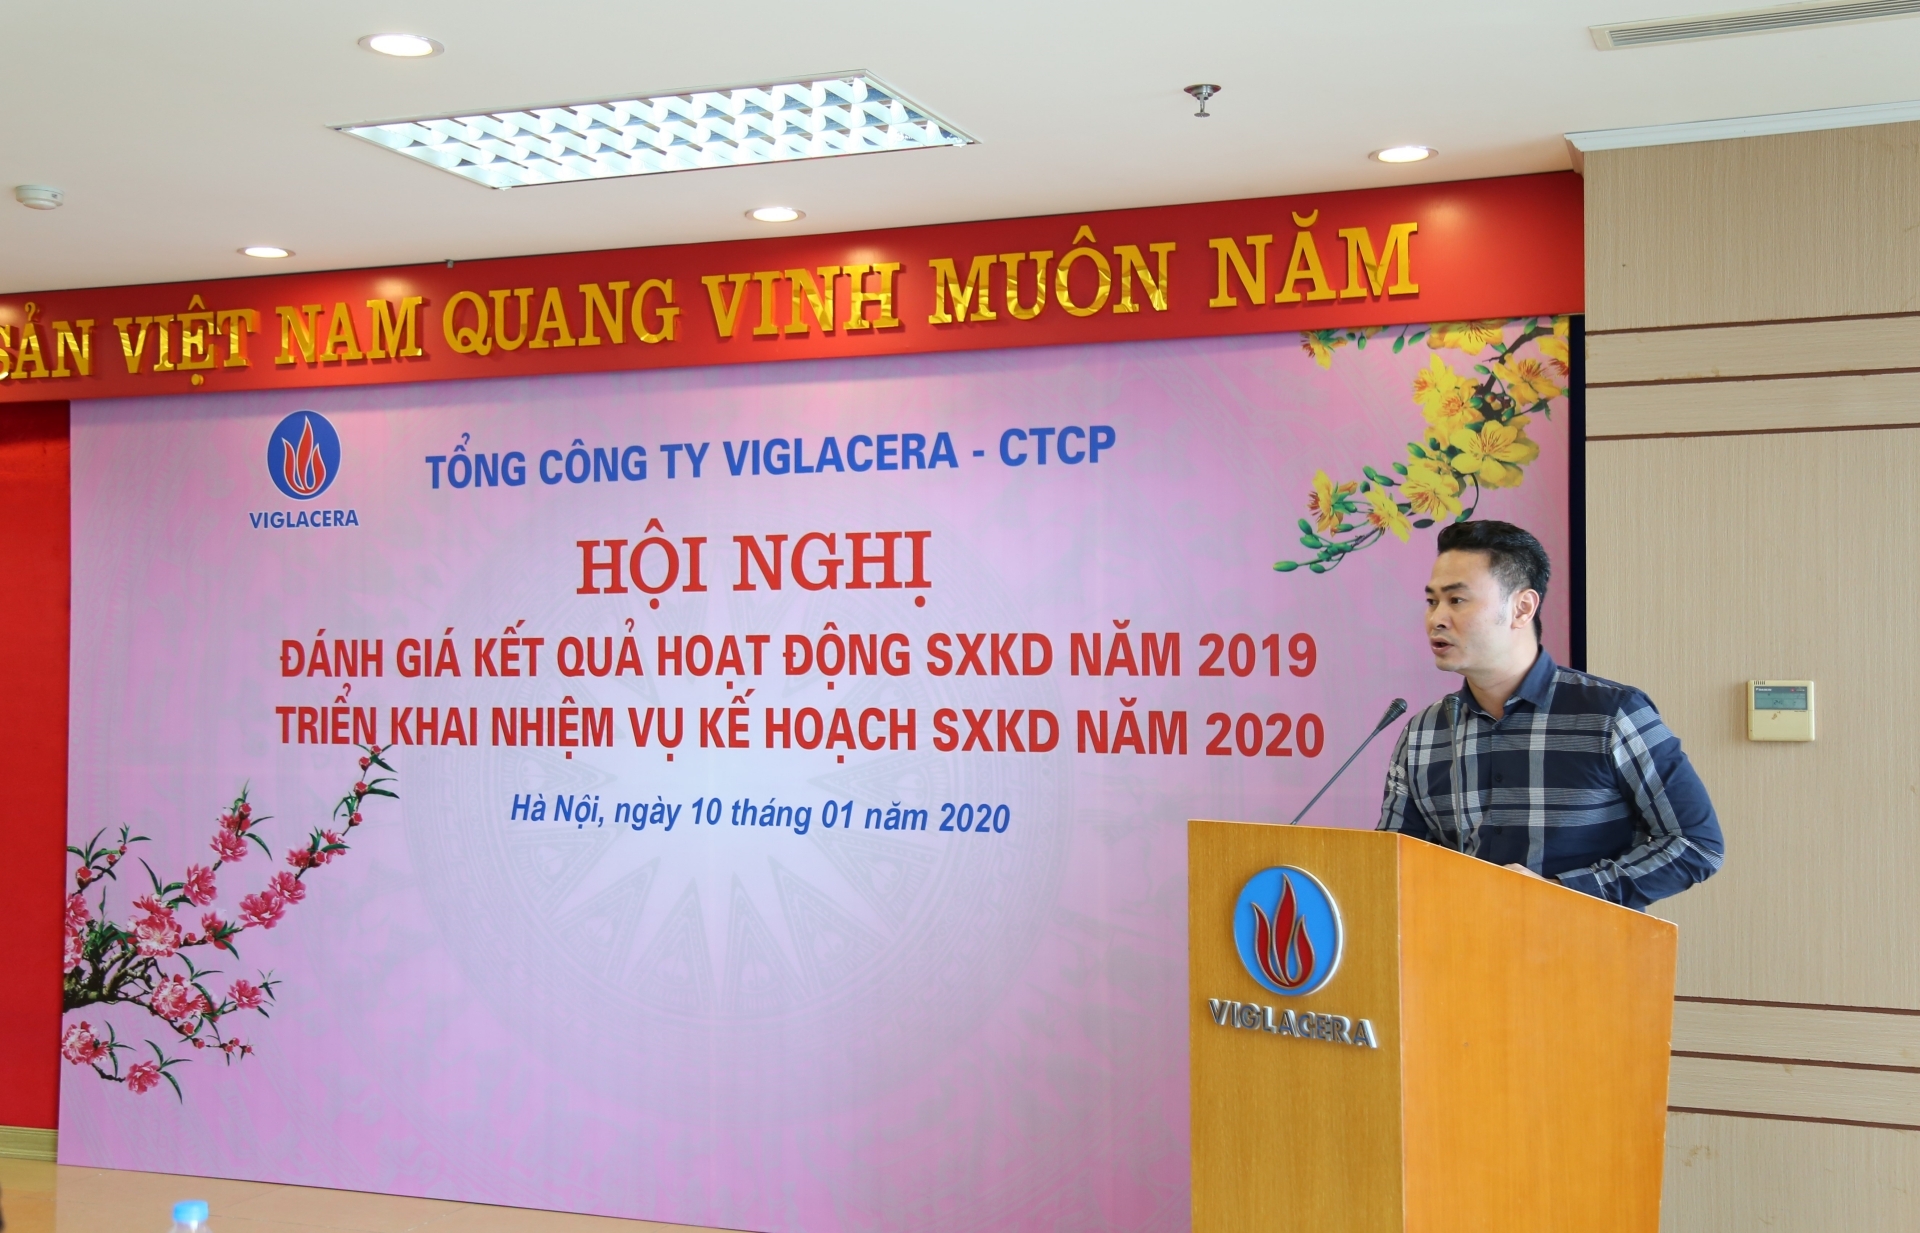 SẢN VIỆT NAM QUANG VINH MUÔN NĂM
VIGLACERA
TỔNG CÔNG TY VIGLACERA - CTCP
HỘI NGHỊ
ĐÁNH GIÁ KẾT QUẢ HOẠT ĐỘNG SXKD NĂM 2019
TRIỂN KHAI NHIỆM VỤ KẾ HOẠCH SXKD NĂM 2020
Hà Nội, ngày 10 tháng 01 năm 2020
VIGLACERA